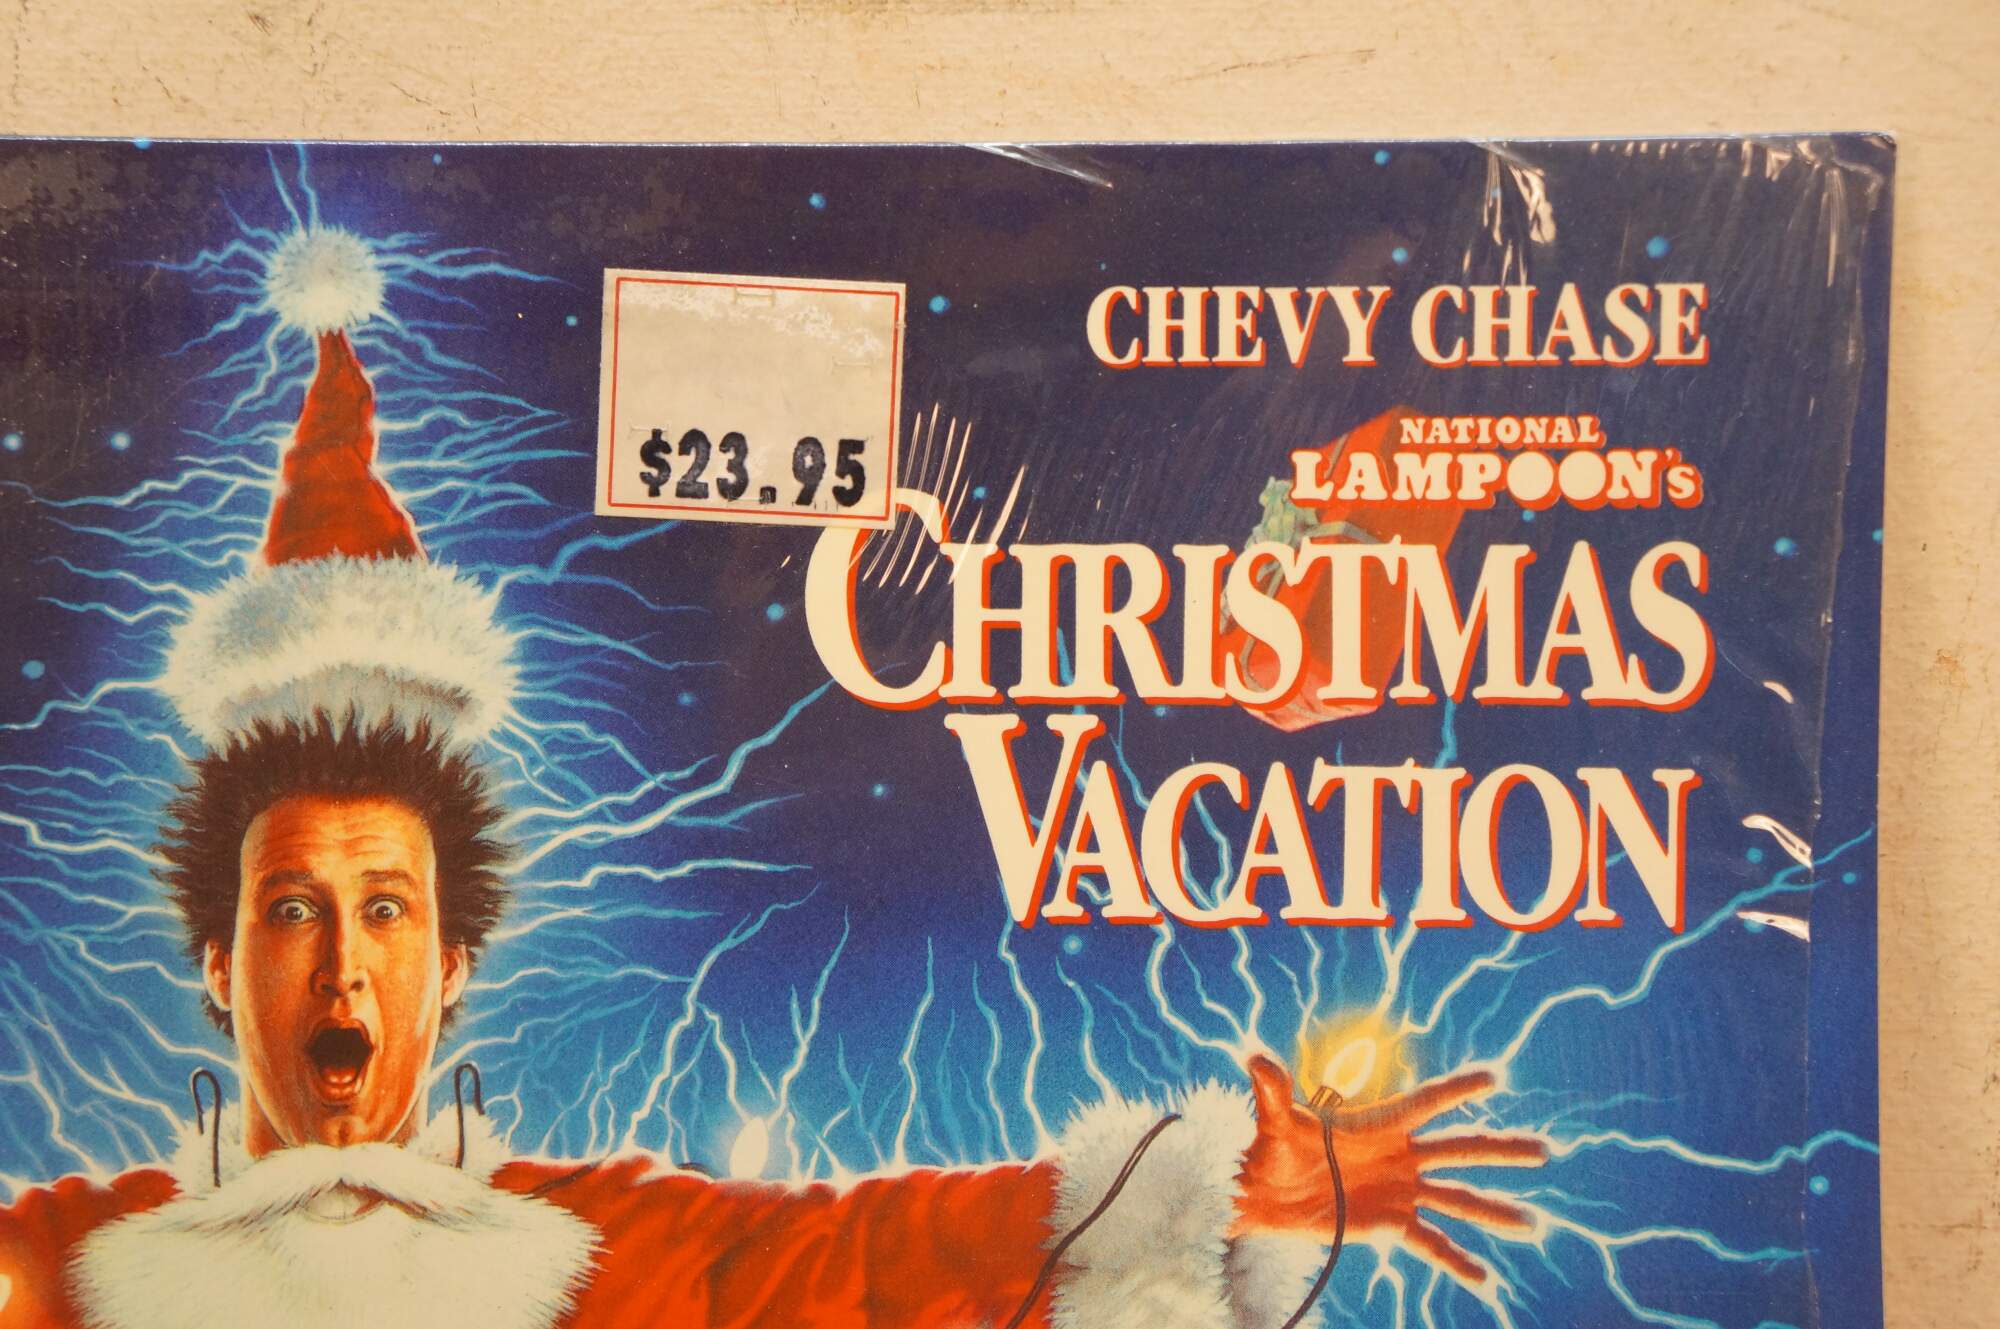 $23.95
CHEVY CHASE
NATIONAL
LAMPOON'S
CHRISTMAS
VACATION